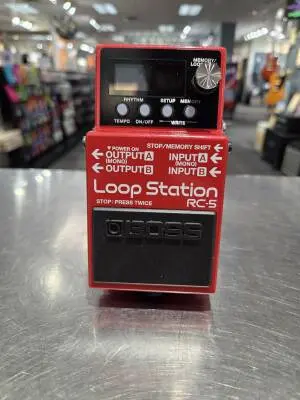 MEMORY/
LOOP
RHYTHM
SETUP
MEMORY
TEMPO
ON/OFF
WRITE
STOP/MEMORY SHIFT
▼POWER ON
OUTPUT A
(MONO)
OUTPUT B
INPUT A
(MONO)
INPUT B
Loop Station
RC-5
STOP: PRESS TWICE
BOSS